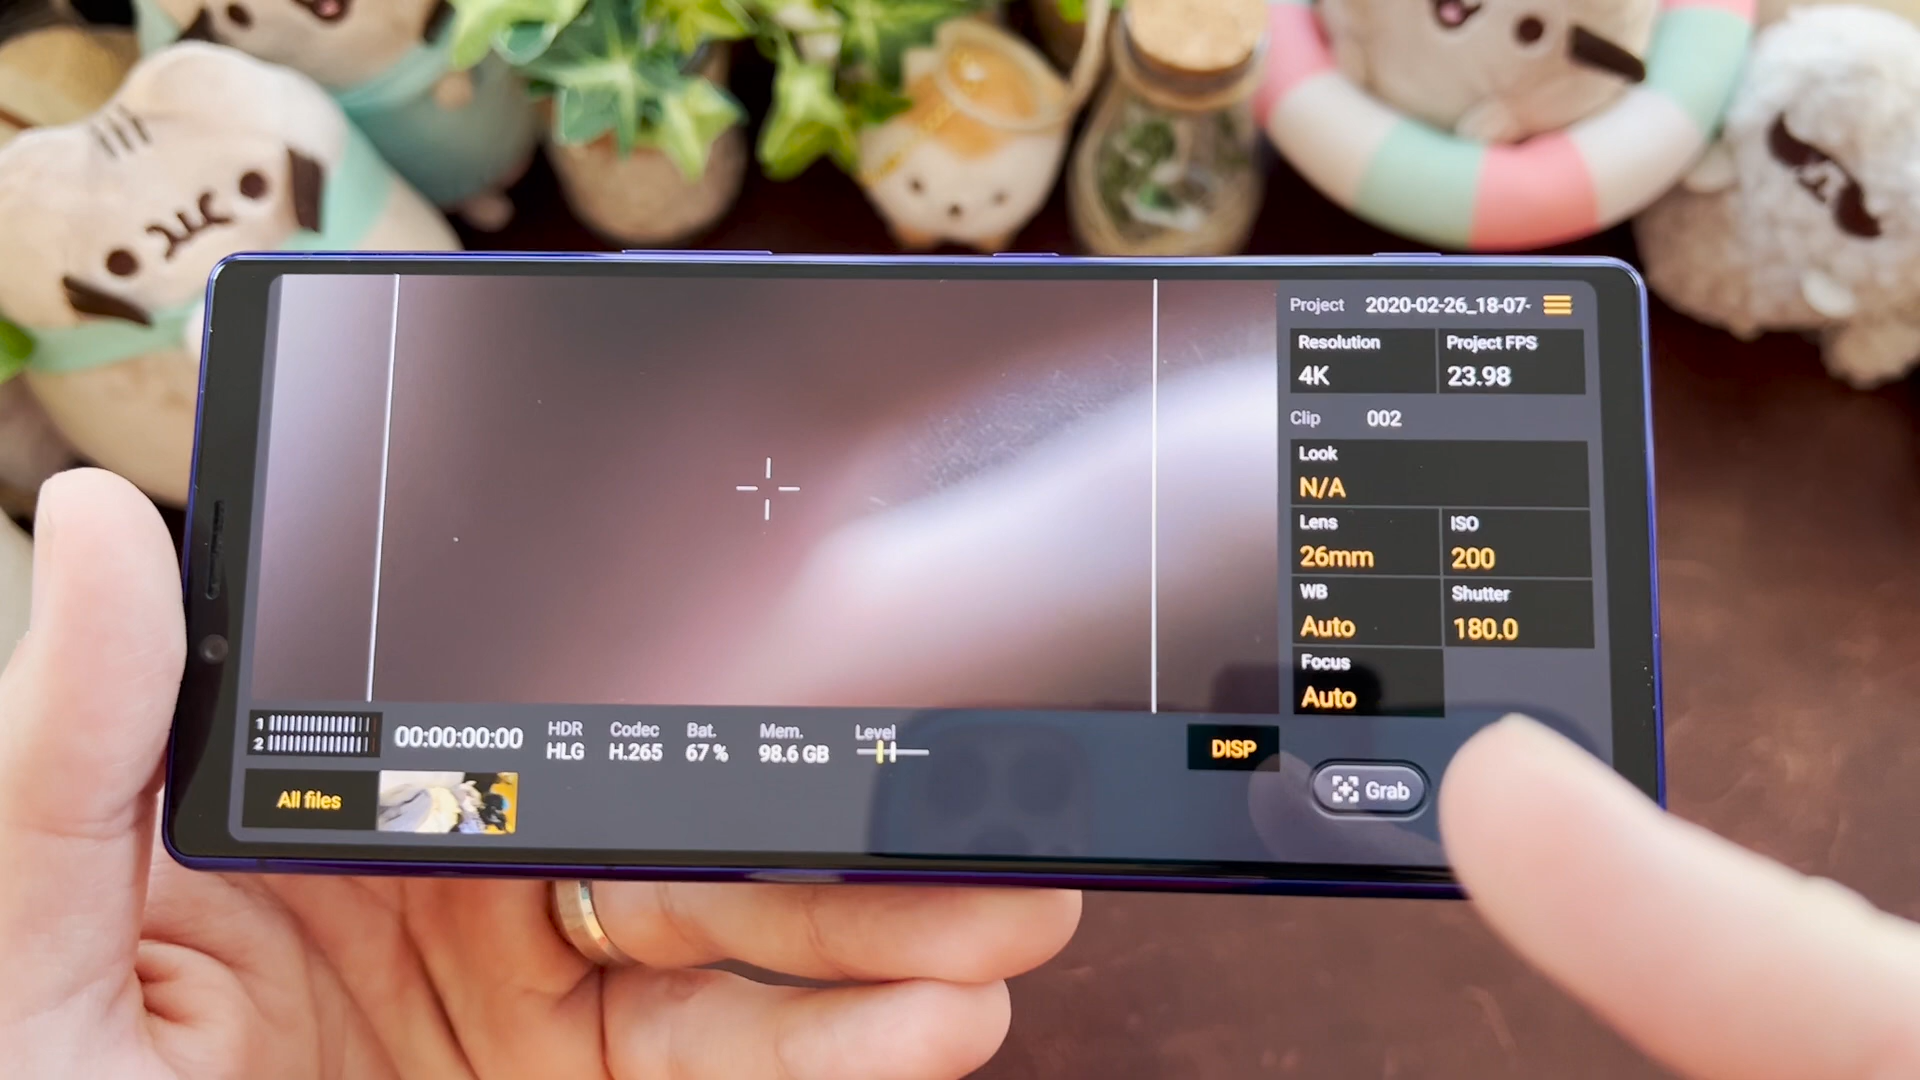 Project 2020-02-26_18-07-
Resolution Project FPS
4K 23.98
Clip 002
Look
N/A
Lens ISO
26mm 200
WB Shutter
Auto 180.0
Focus
Auto
1
2
00:00:00:00
HDR Codec Bat. Mem. Level
HLG H.265 67 % 98.6 GB
DISP
All files
Grab